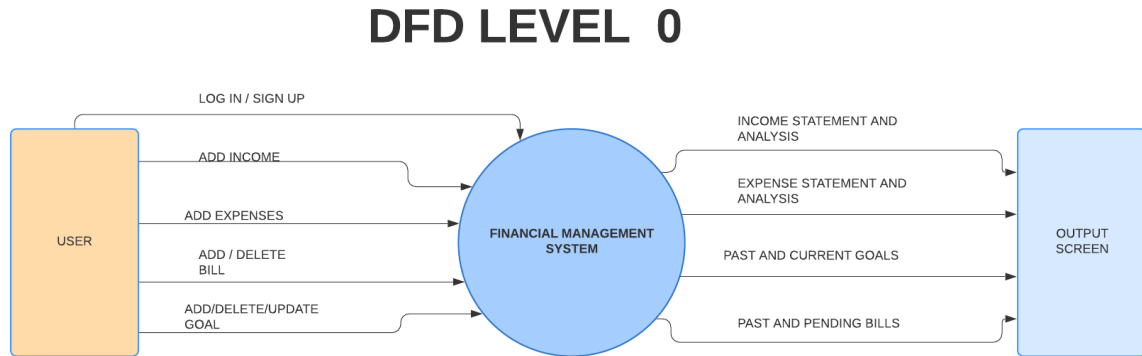 DFD LEVEL 0
LOG IN / SIGN UP
ADD INCOME
ADD EXPENSES
ADD / DELETE
BILL
ADD/DELETE/UPDATE
GOAL
USER
FINANCIAL MANAGEMENT
SYSTEM
INCOME STATEMENT AND
ANALYSIS
EXPENSE STATEMENT AND
ANALYSIS
PAST AND CURRENT GOALS
PAST AND PENDING BILLS
OUTPUT
SCREEN